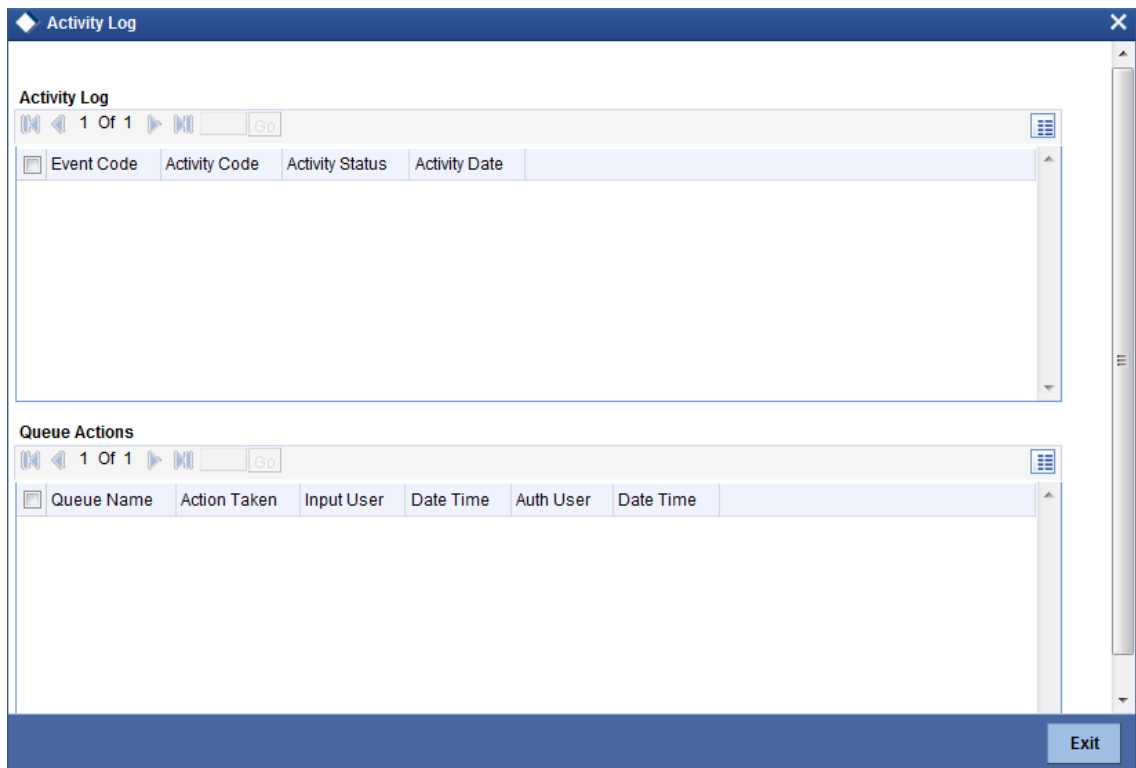 Activity Log
Activity Log
1 Of 1 Go
Event Code Activity Code Activity Status Activity Date
Queue Actions
1 Of 1 Go
Queue Name Action Taken Input User Date Time Auth User Date Time
Exit